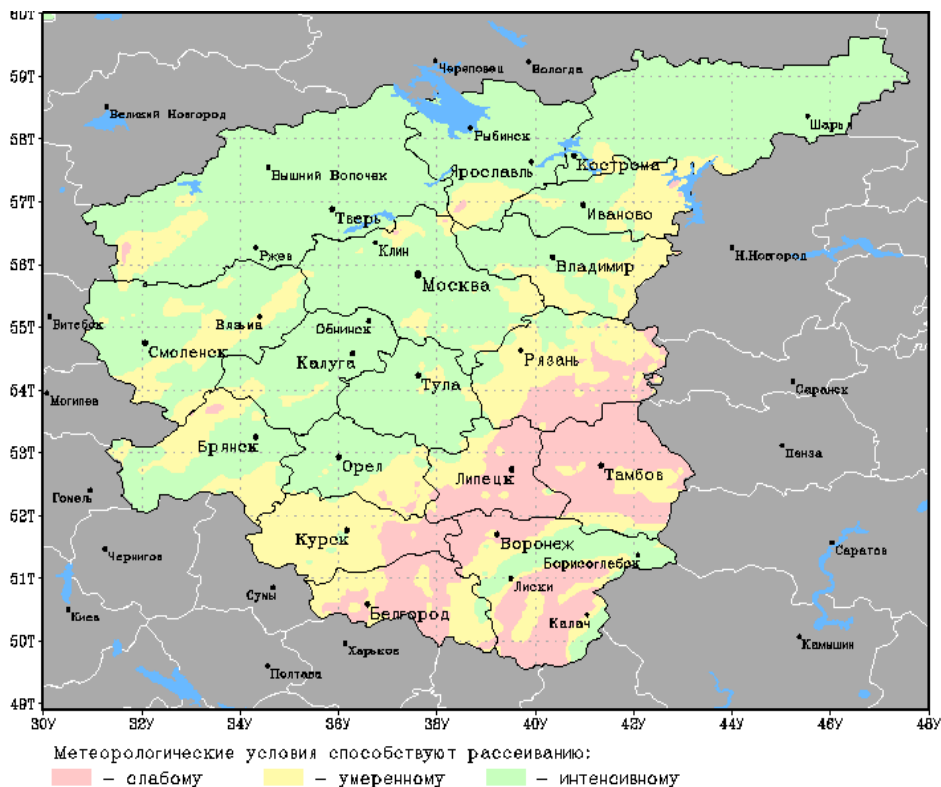 60Т
59Т
Череповец
Вологда
Великий Новгород
58Т
Рыбинск
Шарь
Кострома
Вышний Волочек
Ярославль
57Т
Тверь
Иваново
Ржев
Клин
Н.Новгород
56Т
Владимир
Москва
55Т
Витебск
Вязьма
Обнинск
Смоленск
Калуга
Рязань
54Т
Могилев
Тула
Саранск
53Т
Брянск
Орел
Липецк
Тамбов
Пенза
Гомель
52Т
Курск
Воронеж
Чернигов
Борисоглебск
Саратов
51Т
Сумы
Лиски
Киев
Белгород
Калач
50Т
Харьков
Камышин
Полтава
49Т
30У 32У 34У 36У 38У 40У 42У 44У 46У 48У
Метеорологические условия способствуют рассеиванию:
– слабому – умеренному – интенсивному